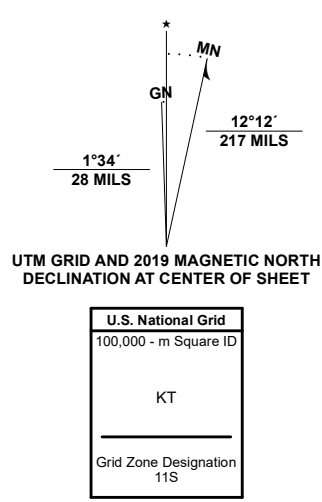 ★
MN
GN
12°12´
217 MILS
1°34´
28 MILS
UTM GRID AND 2019 MAGNETIC NORTH
DECLINATION AT CENTER OF SHEET
U.S. National Grid
100,000 - m Square ID
KT
Grid Zone Designation
11S